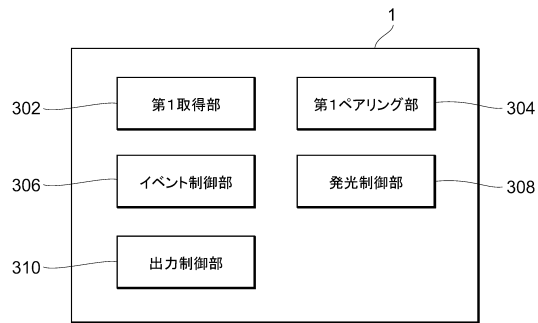 1
302
第1取得部
第1ペアリング部
304
306
イベント制御部
発光制御部
308
310
出力制御部